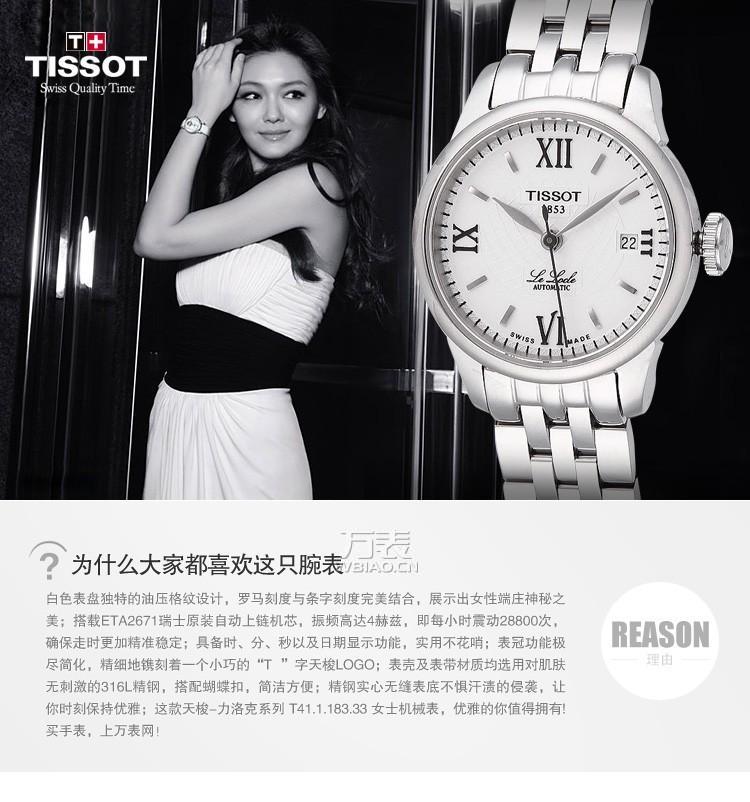 T+
TISSOT
Swiss Quality Time
XII
TISSOT
1853
IX
22
III
Le Locle
AUTOMATIC
VI
SWISS MADE
万表
WBIAO.CN
? 为什么大家都喜欢这只腕表
白色表盘独特的油压格纹设计，罗马刻度与条字刻度完美结合，展示出女性端庄神秘之
美；搭载ETA2671瑞士原装自动上链机芯，振频高达4赫兹，即每小时震动28800次，
确保走时更加精准稳定；具备时、分、秒以及日期显示功能，实用不花哨；表冠功能极
尽简化，精细地镌刻着一个小巧的“T ”字天梭LOGO；表壳及表带材质均选用对肌肤
无刺激的316L精钢，搭配蝴蝶扣，简洁方便；精钢实心无缝表底不惧汗渍的侵袭，让
你时刻保持优雅；这款天梭-力洛克系列 T41.1.183.33 女士机械表，优雅的你值得拥有!
买手表，上万表网!
REASON
理由